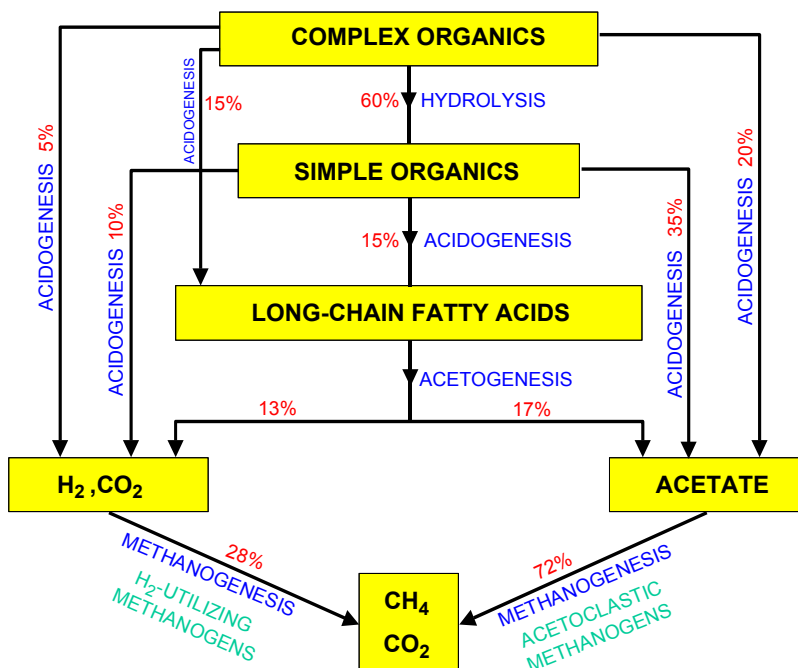 COMPLEX ORGANICS
ACIDOGENESIS 5%
ACIDOGENESIS
15%
60%
HYDROLYSIS
ACIDOGENESIS 20%
SIMPLE ORGANICS
ACIDOGENESIS 10%
15%
ACIDOGENESIS
ACIDOGENESIS 35%
LONG-CHAIN FATTY ACIDS
ACETOGENESIS
13%
17%
H₂ ,CO₂
ACETATE
28%
METHANOGENESIS
H₂-UTILIZING
METHANOGENS
72%
METHANOGENESIS
ACETOCLASTIC
METHANOGENS
CH₄
CO₂